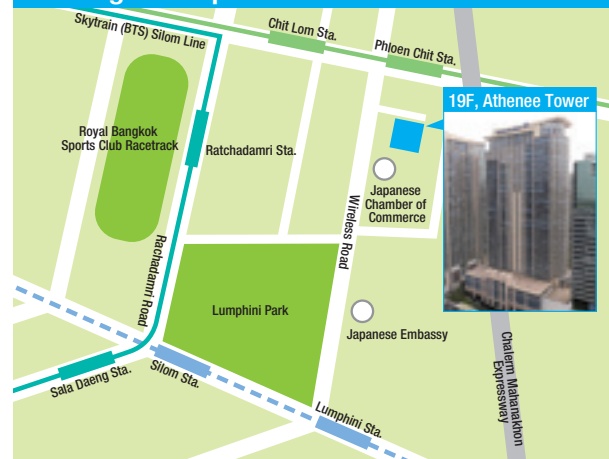 Skytrain (BTS) Silom Line
Chit Lom Sta.
Phloen Chit Sta.
19F, Athenee Tower
Royal Bangkok
Sports Club Racetrack
Ratchadamri Sta.
Japanese
Chamber of
Commerce
Wireless Road
Rachadamri Road
Lumphini Park
Japanese Embassy
Chalerm Mahanakhon
Expressway
Sala Daeng Sta.
Silom Sta.
Lumphini Sta.